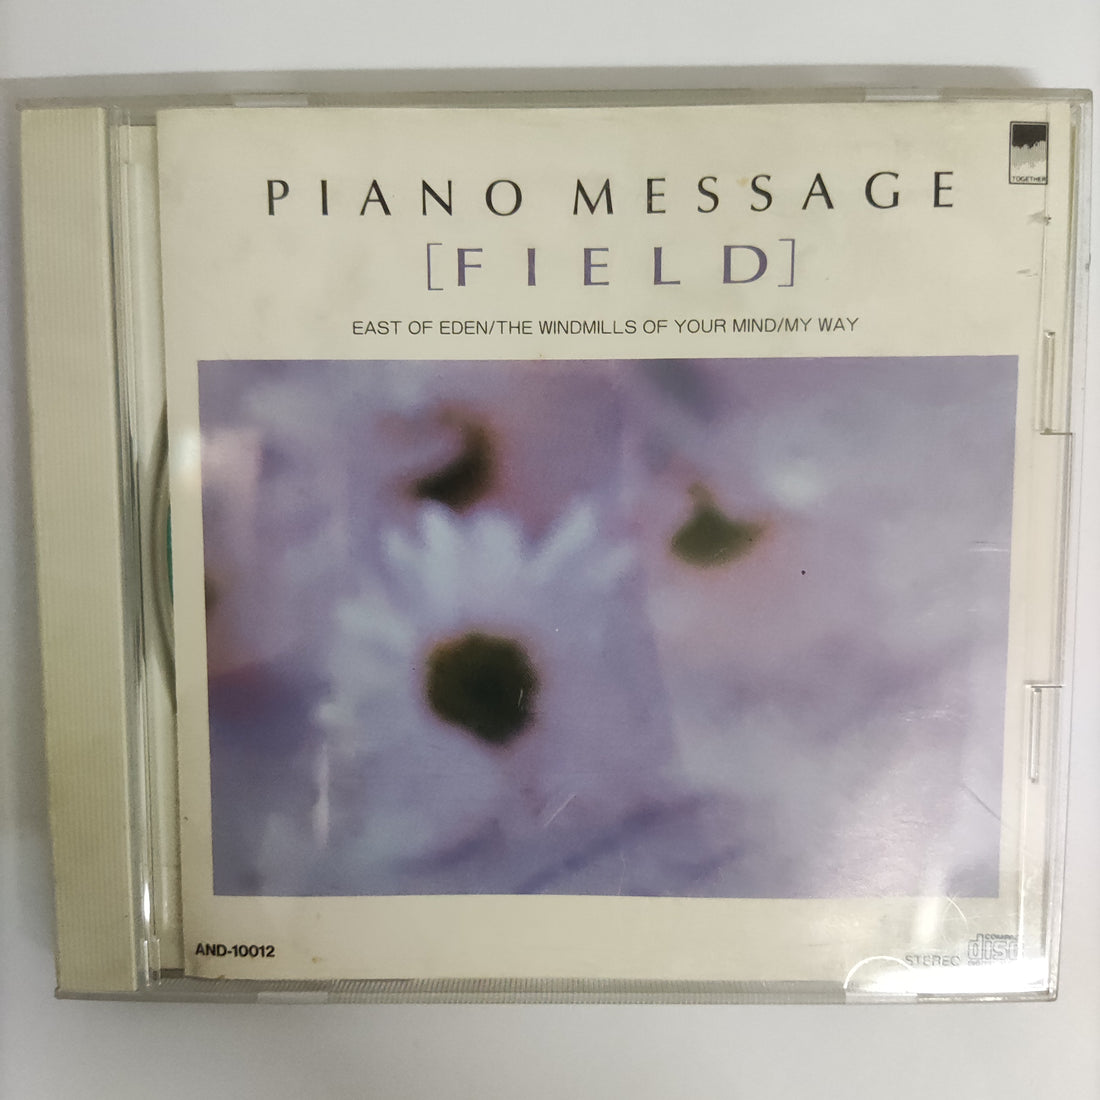 TOGETHER
PIANO MESSAGE
[FIELD]
EAST OF EDEN/THE WINDMILLS OF YOUR MIND/MY WAY
AND-10012
STEREO
disc